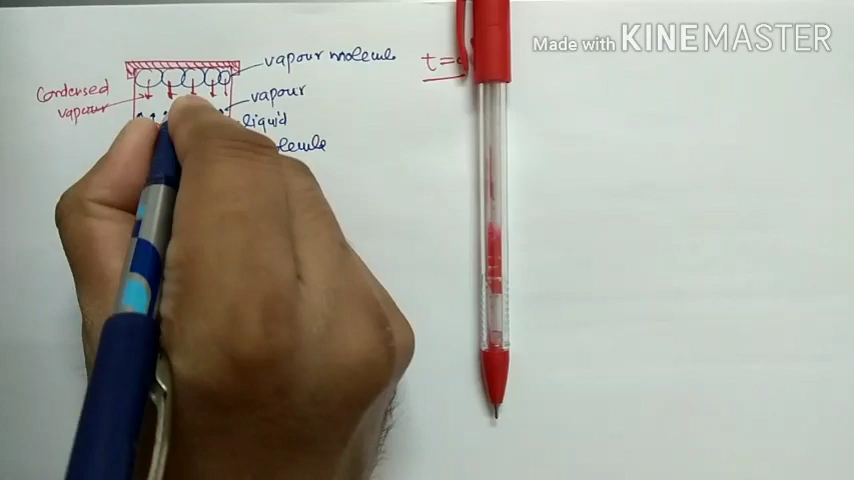 Made with KINEMASTER
vapour molecule
t=
Condensed
vapour
vapour
liquid